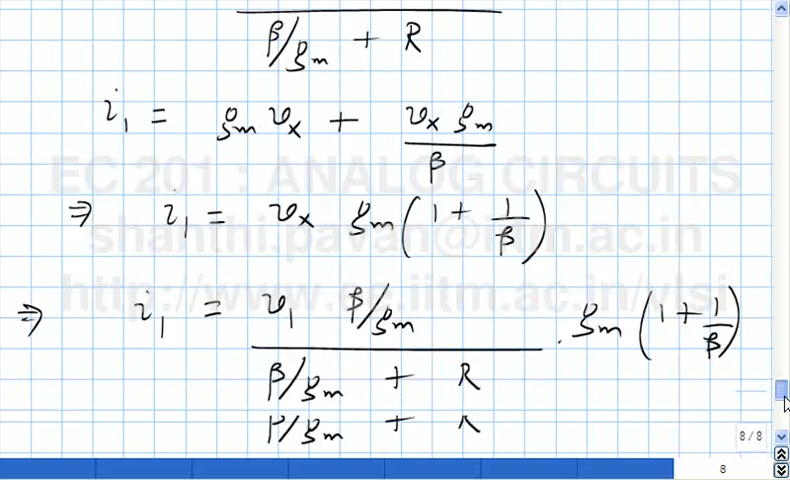 β/gm + R
i1 = gm vx + vx gm / β
EC 201 : ANALOG CIRCUITS
⇒ i1 = vx gm (1 + 1/β)
shanthi.pavan@iitm.ac.in
http://www.ee.iitm.ac.in/vlsi
⇒ i1 = v1 β/gm / (β/gm + R) . gm (1 + 1/β)
8/8
8